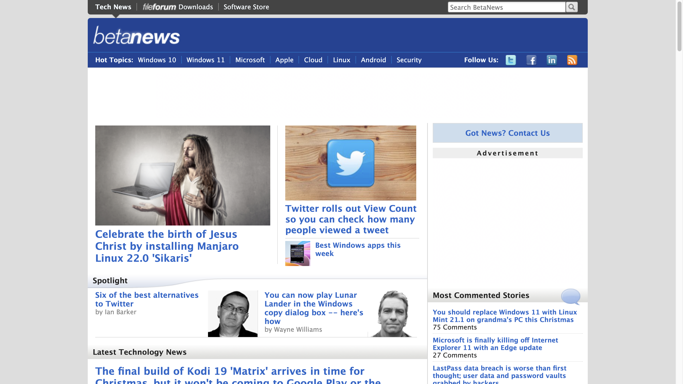 Tech News
fileforum Downloads
Software Store
Search BetaNews
betanews
Hot Topics: Windows 10 Windows 11 Microsoft Apple Cloud Linux Android Security
Follow Us:
Celebrate the birth of Jesus
Christ by installing Manjaro
Linux 22.0 'Sikaris'
Twitter rolls out View Count
so you can check how many
people viewed a tweet
Best Windows apps this
week
Got News? Contact Us
Advertisement
Spotlight
Six of the best alternatives
to Twitter
by Ian Barker
You can now play Lunar
Lander in the Windows
copy dialog box -- here's
how
by Wayne Williams
Most Commented Stories
You should replace Windows 11 with Linux
Mint 21.1 on grandma's PC this Christmas
75 Comments
Microsoft is finally killing off Internet
Explorer 11 with an Edge update
27 Comments
LastPass data breach is worse than first
thought; user data and password vaults
grabbed by hackers
Latest Technology News
The final build of Kodi 19 'Matrix' arrives in time for
Christmas, but it won't be coming to Google Play or the